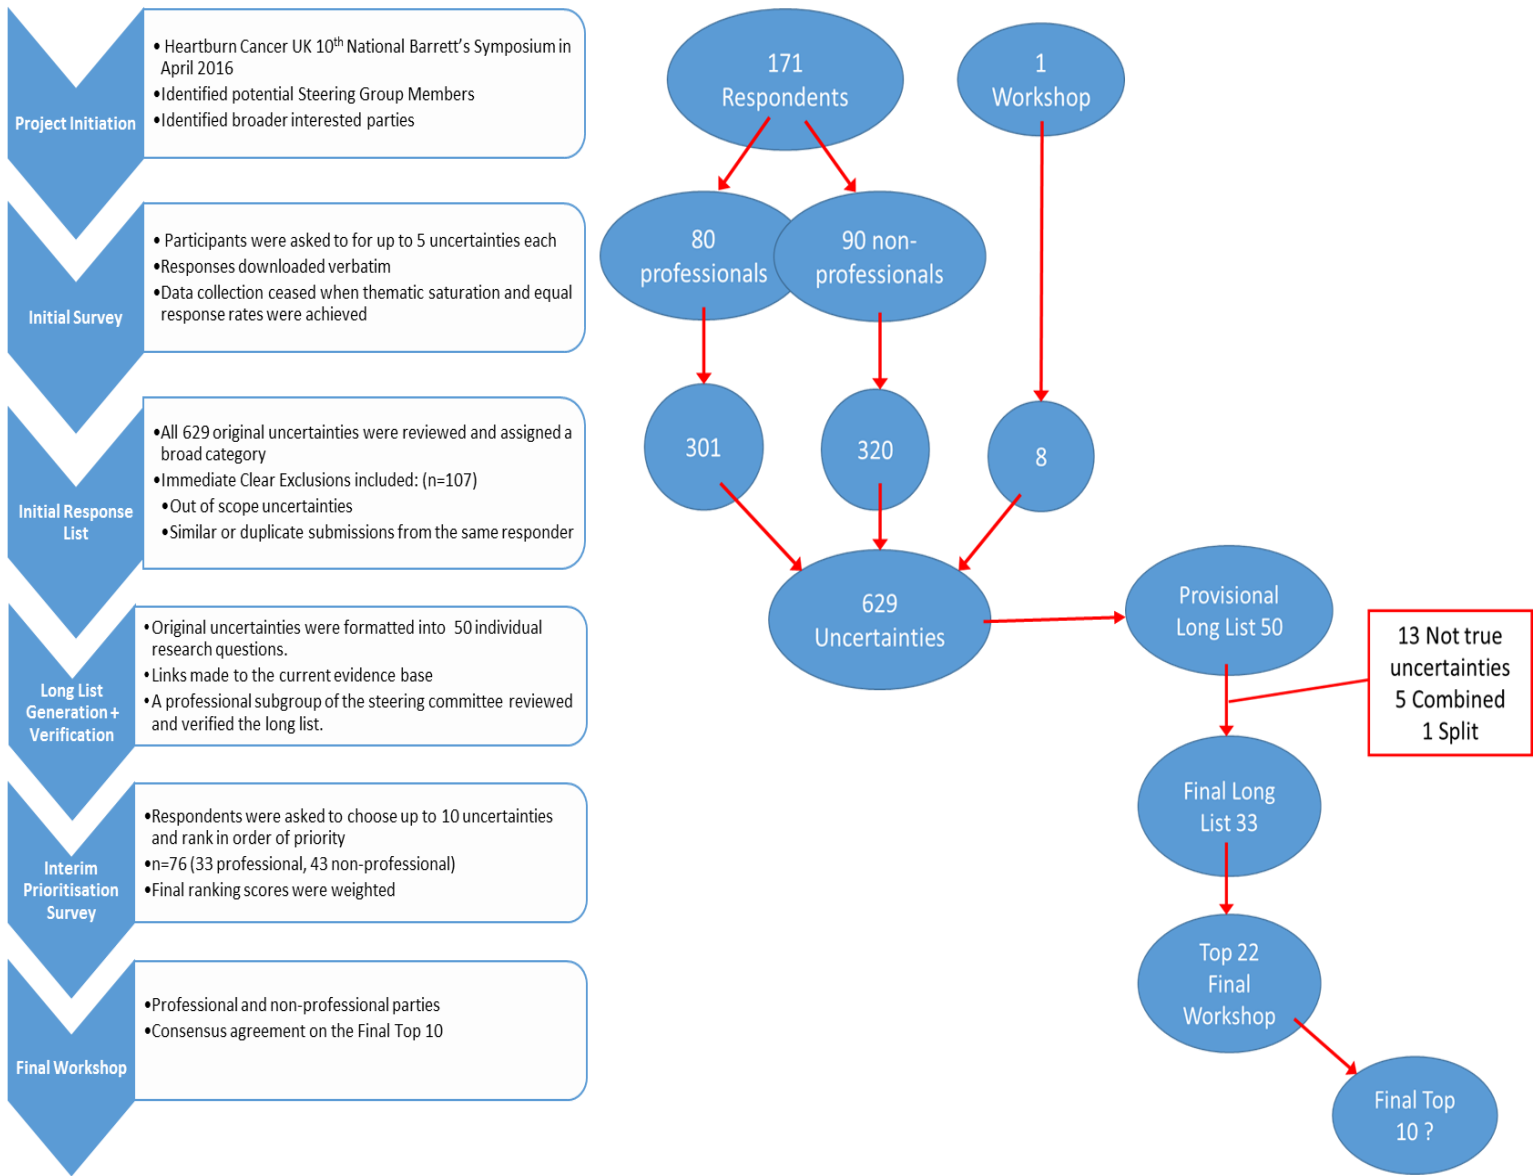 Project Initiation
• Heartburn Cancer UK 10th National Barrett's Symposium in
April 2016
•Identified potential Steering Group Members
•Identified broader interested parties
Initial Survey
• Participants were asked to for up to 5 uncertainties each
•Responses downloaded verbatim
•Data collection ceased when thematic saturation and equal
response rates were achieved
Initial Response
List
•All 629 original uncertainties were reviewed and assigned a
broad category
•Immediate Clear Exclusions included: (n=107)
•Out of scope uncertainties
•Similar or duplicate submissions from the same responder
Long List
Generation +
Verification
•Original uncertainties were formatted into 50 individual
research questions.
•Links made to the current evidence base
•A professional subgroup of the steering committee reviewed
and verified the long list.
Interim
Prioritisation
Survey
•Respondents were asked to choose up to 10 uncertainties
and rank in order of priority
•n=76 (33 professional, 43 non-professional)
•Final ranking scores were weighted
Final Workshop
•Professional and non-professional parties
•Consensus agreement on the Final Top 10
171
Respondents
1
Workshop
80
professionals
90 non-
professionals
301
320
8
629
Uncertainties
Provisional
Long List 50
13 Not true
uncertainties
5 Combined
1 Split
Final Long
List 33
Top 22
Final
Workshop
Final Top
10 ?